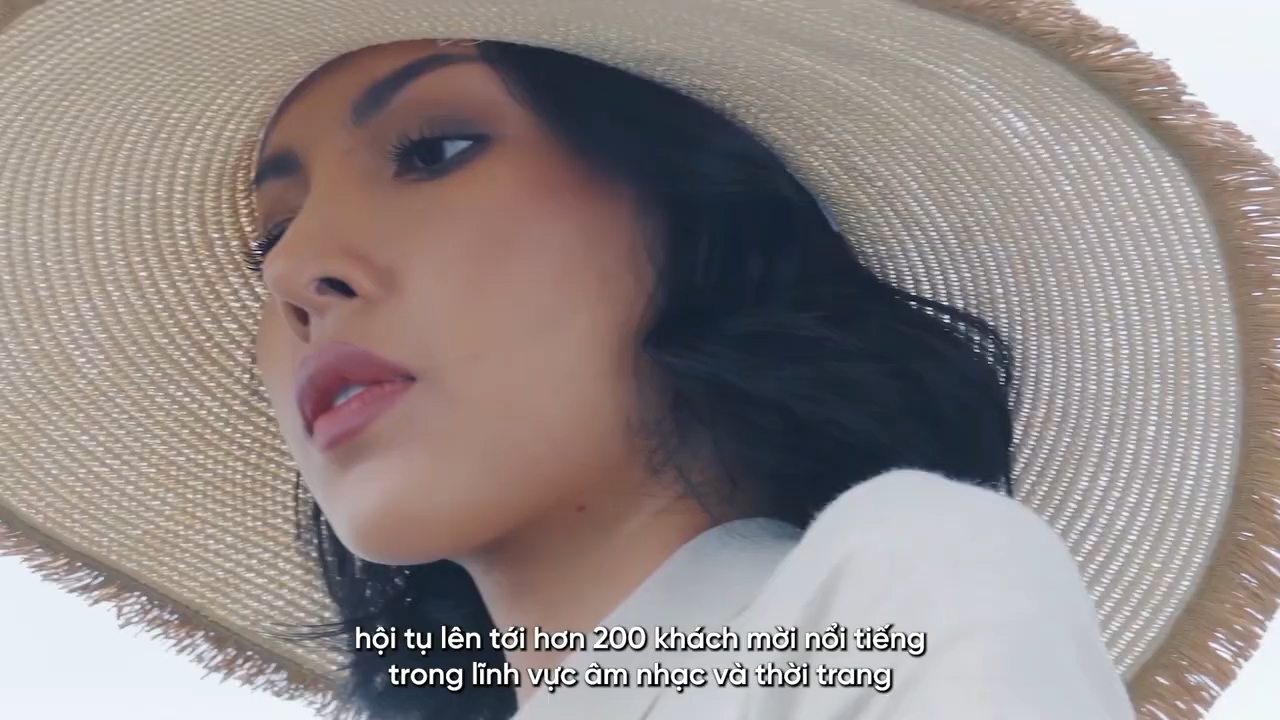 hội tụ lên tới hơn 200 khách mời nổi tiếng
trong lĩnh vực âm nhạc và thời trang